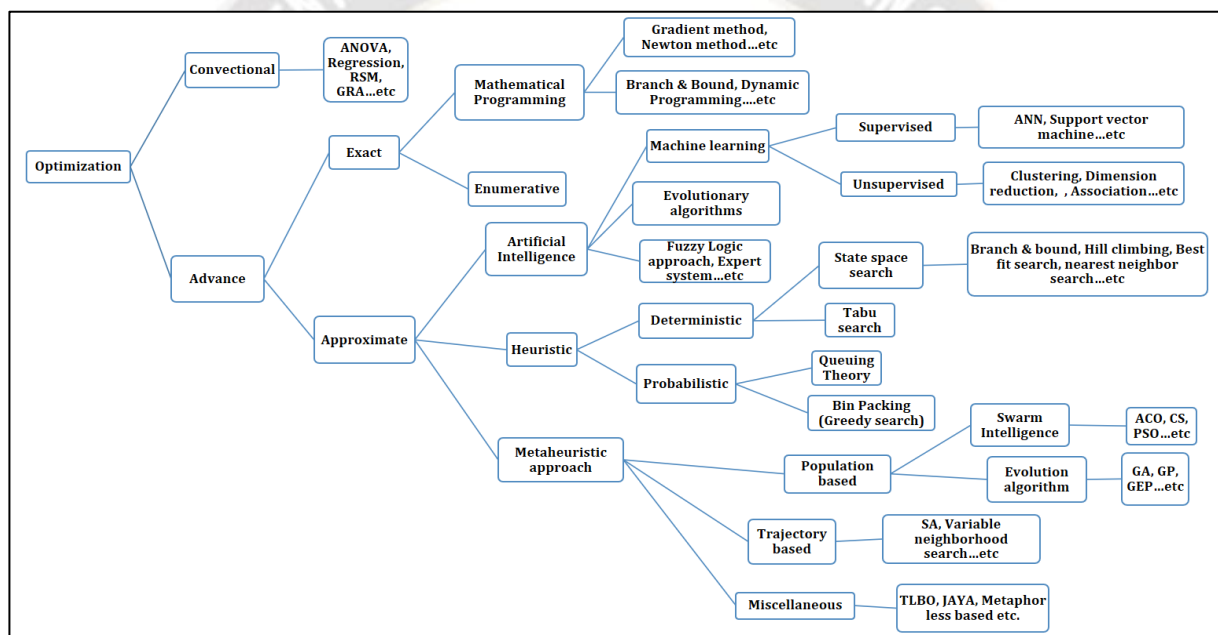 Optimization
Convectional
ANOVA,
Regression,
RSM,
GRA...etc
Advance
Exact
Mathematical
Programming
Gradient method,
Newton method...etc
Branch & Bound, Dynamic
Programming....etc
Enumerative
Approximate
Artificial
Intelligence
Machine learning
Supervised
ANN, Support vector
machine...etc
Unsupervised
Clustering, Dimension
reduction, , Association...etc
Evolutionary
algorithms
Fuzzy Logic
approach, Expert
system...etc
Heuristic
Deterministic
State space
search
Branch & bound, Hill climbing, Best
fit search, nearest neighbor
search...etc
Tabu
search
Probabilistic
Queuing
Theory
Bin Packing
(Greedy search)
Metaheuristic
approach
Population
based
Swarm
Intelligence
ACO, CS,
PSO...etc
Evolution
algorithm
GA, GP,
GEP...etc
Trajectory
based
SA, Variable
neighborhood
search...etc
Miscellaneous
TLBO, JAYA, Metaphor
less based etc.